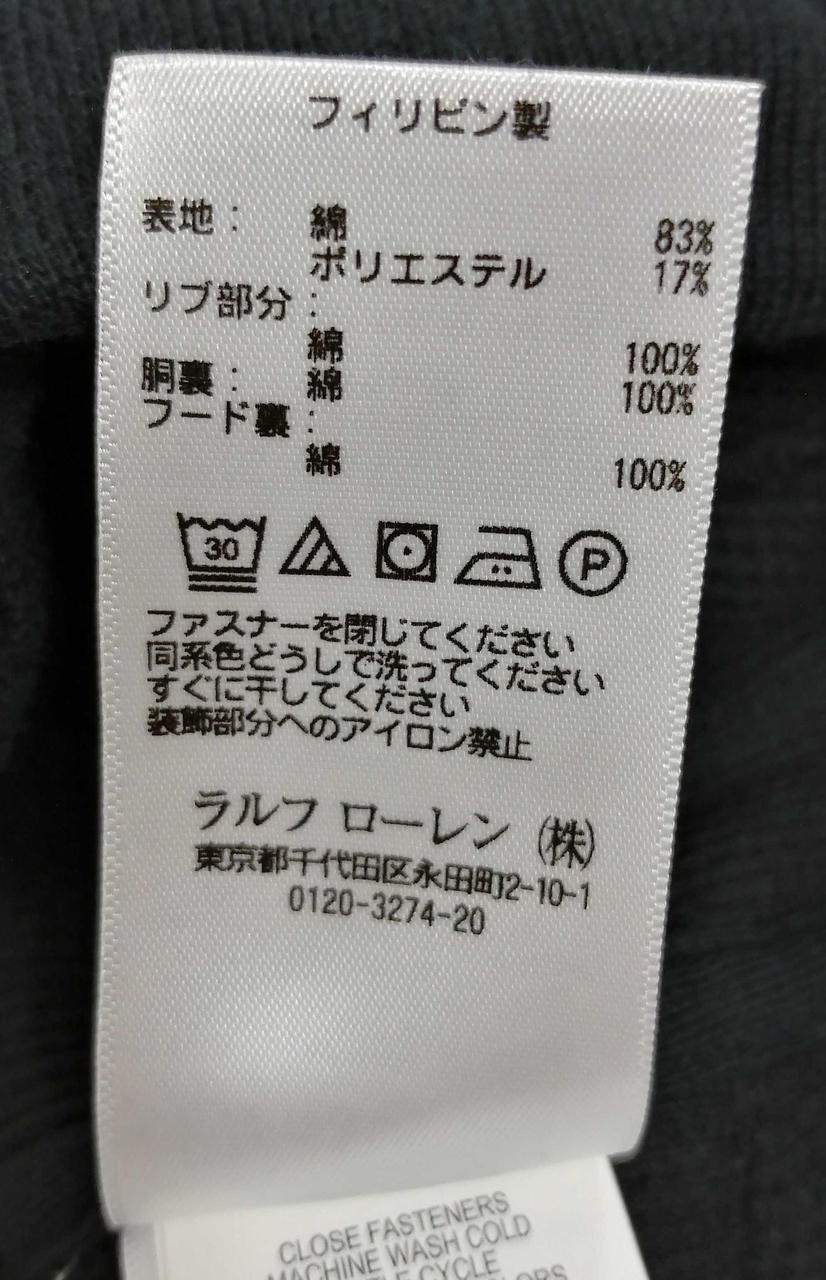 フィリピン製
表地： 綿 83%
ポリエステル 17%
リブ部分：
綿 100%
胴裏： 綿 100%
フード裏：
綿 100%
30
P
ファスナーを閉じてください
同系色どうしで洗ってください
すぐに干してください
装飾部分へのアイロン禁止
ラルフ ローレン (株)
東京都千代田区永田町2-10-1
0120-3274-20
CLOSE FASTENERS
MACHINE WASH COLD
CYCLE